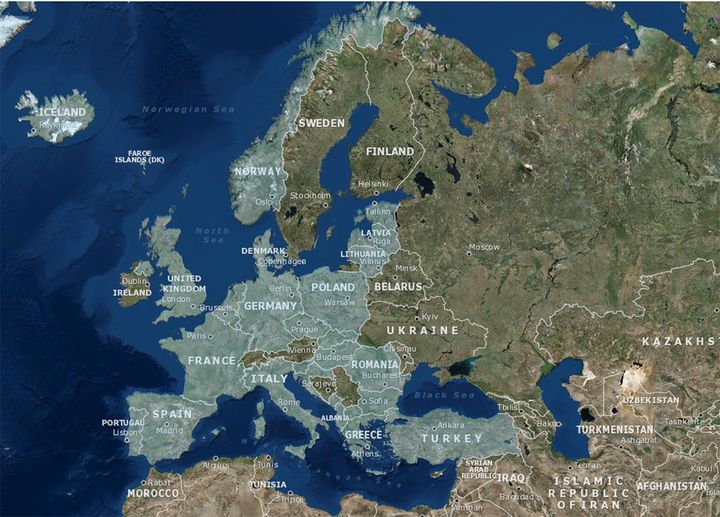 ICELAND
Reykjavik
Norwegian Sea
FAROE
ISLANDS (DK)
SWEDEN
FINLAND
NORWAY
Helsinki
Oslo
Stockholm
Tallinn
North
Sea
LATVIA
Riga
Moscow
DENMARK
Copenhagen
LITHUANIA
Vilnius
Minsk
Dublin
IRELAND
UNITED
KINGDOM
London
Berlin
POLAND
Warsaw
BELARUS
Brussels
GERMANY
Kyiv
UKRAINE
Paris
Prague
KAZAKHS
FRANCE
Vienna
Budapest
Chisinau
ROMANIA
Bucharest
ITALY
Sarajevo
Black Sea
UZBEKISTAN
PORTUGAL
Lisbon
SPAIN
Madrid
Rome
Sofia
ALBANIA
Tbilisi
Baku
TURKMENISTAN
Tashkent
Ashgabat
GREECE
Athens
Ankara
TURKEY
Algiers
Tunis
Tehran
Kabul
Rabat
MOROCCO
TUNISIA
Tripoli
SYRIAN
ARAB
REPUBLIC
IRAQ
Baghdad
Amman
ISLAMIC
REPUBLIC
OF IRAN
AFGHANISTAN